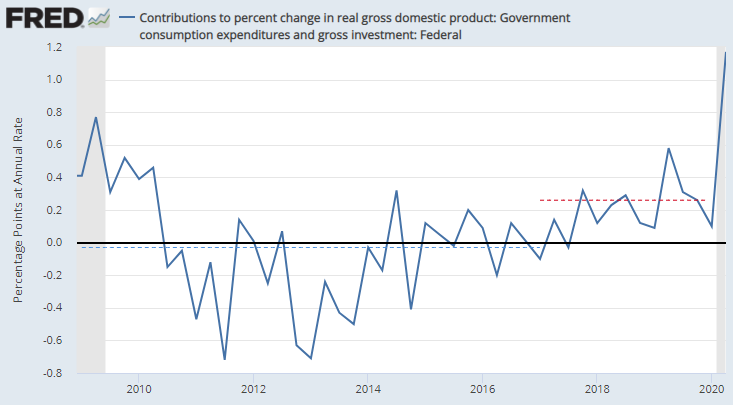 FRED
Contributions to percent change in real gross domestic product: Government
consumption expenditures and gross investment: Federal
Percentage Points at Annual Rate
1.2
1.0
0.8
0.6
0.4
0.2
0.0
-0.2
-0.4
-0.6
-0.8
2010 2012 2014 2016 2018 2020